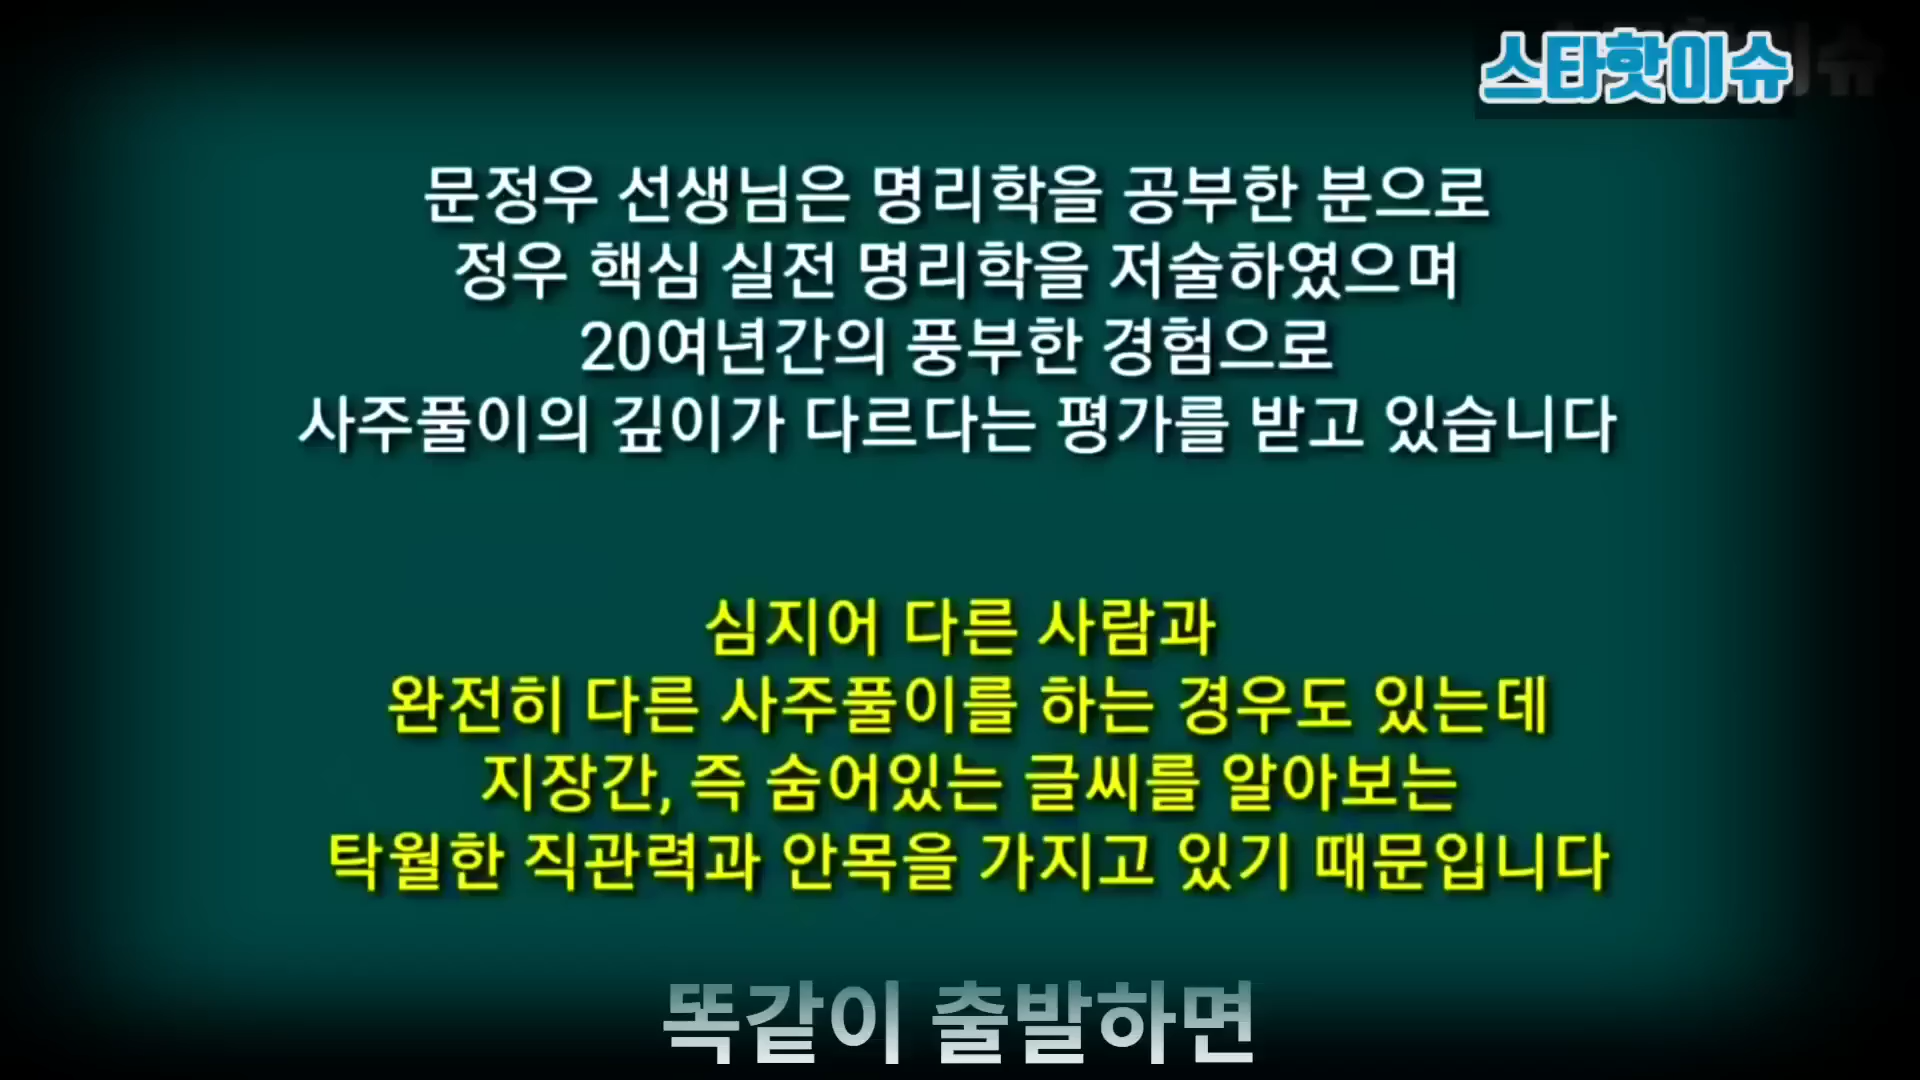 스타핫이슈
문정우 선생님은 명리학을 공부한 분으로
정우 핵심 실전 명리학을 저술하였으며
20여년간의 풍부한 경험으로
사주풀이의 깊이가 다르다는 평가를 받고 있습니다
심지어 다른 사람과
완전히 다른 사주풀이를 하는 경우도 있는데
지장간, 즉 숨어있는 글씨를 알아보는
탁월한 직관력과 안목을 가지고 있기 때문입니다
똑같이 출발하면